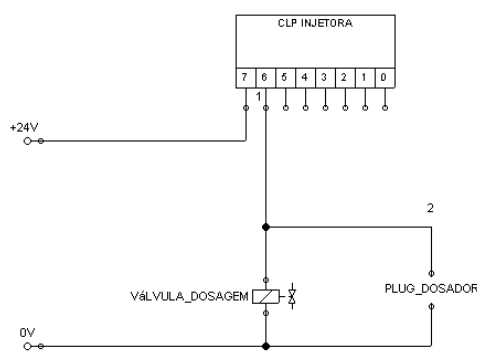 CLP INJETORA
7 6 5 4 3 2 1 0
1
+24V
2
VáLVULA_DOSAGEM
PLUG_DOSADOR
0V